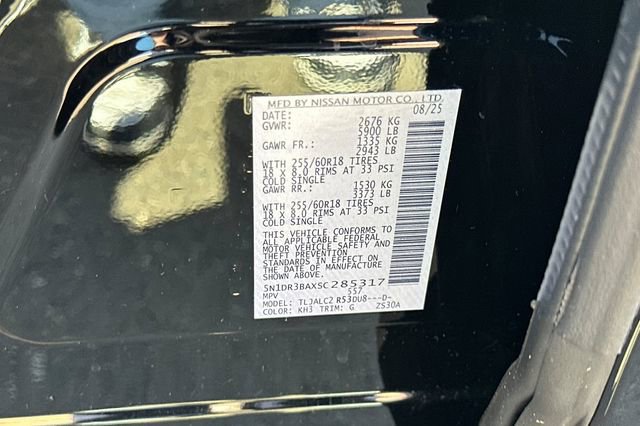 MFD BY NISSAN MOTOR CO., LTD.
DATE: 08/25
GVWR: 2676 KG
5900 LB
GAWR FR.: 1335 KG
2943 LB
WITH 255/60R18 TIRES
18 X 8.0 RIMS AT 33 PSI
COLD SINGLE
GAWR RR.: 1530 KG
3373 LB
WITH 255/60R18 TIRES
18 X 8.0 RIMS AT 33 PSI
COLD SINGLE
THIS VEHICLE CONFORMS TO
ALL APPLICABLE FEDERAL
MOTOR VEHICLE SAFETY AND
THEFT PREVENTION
STANDARDS IN EFFECT ON
THE DATE OF MANUFACTURE
SHOWN ABOVE.
5N1DR3BAXSC285317
MPV 557
MODEL: TLJALC2 R53DU8---D-
COLOR: KH3 TRIM: G ZS30A